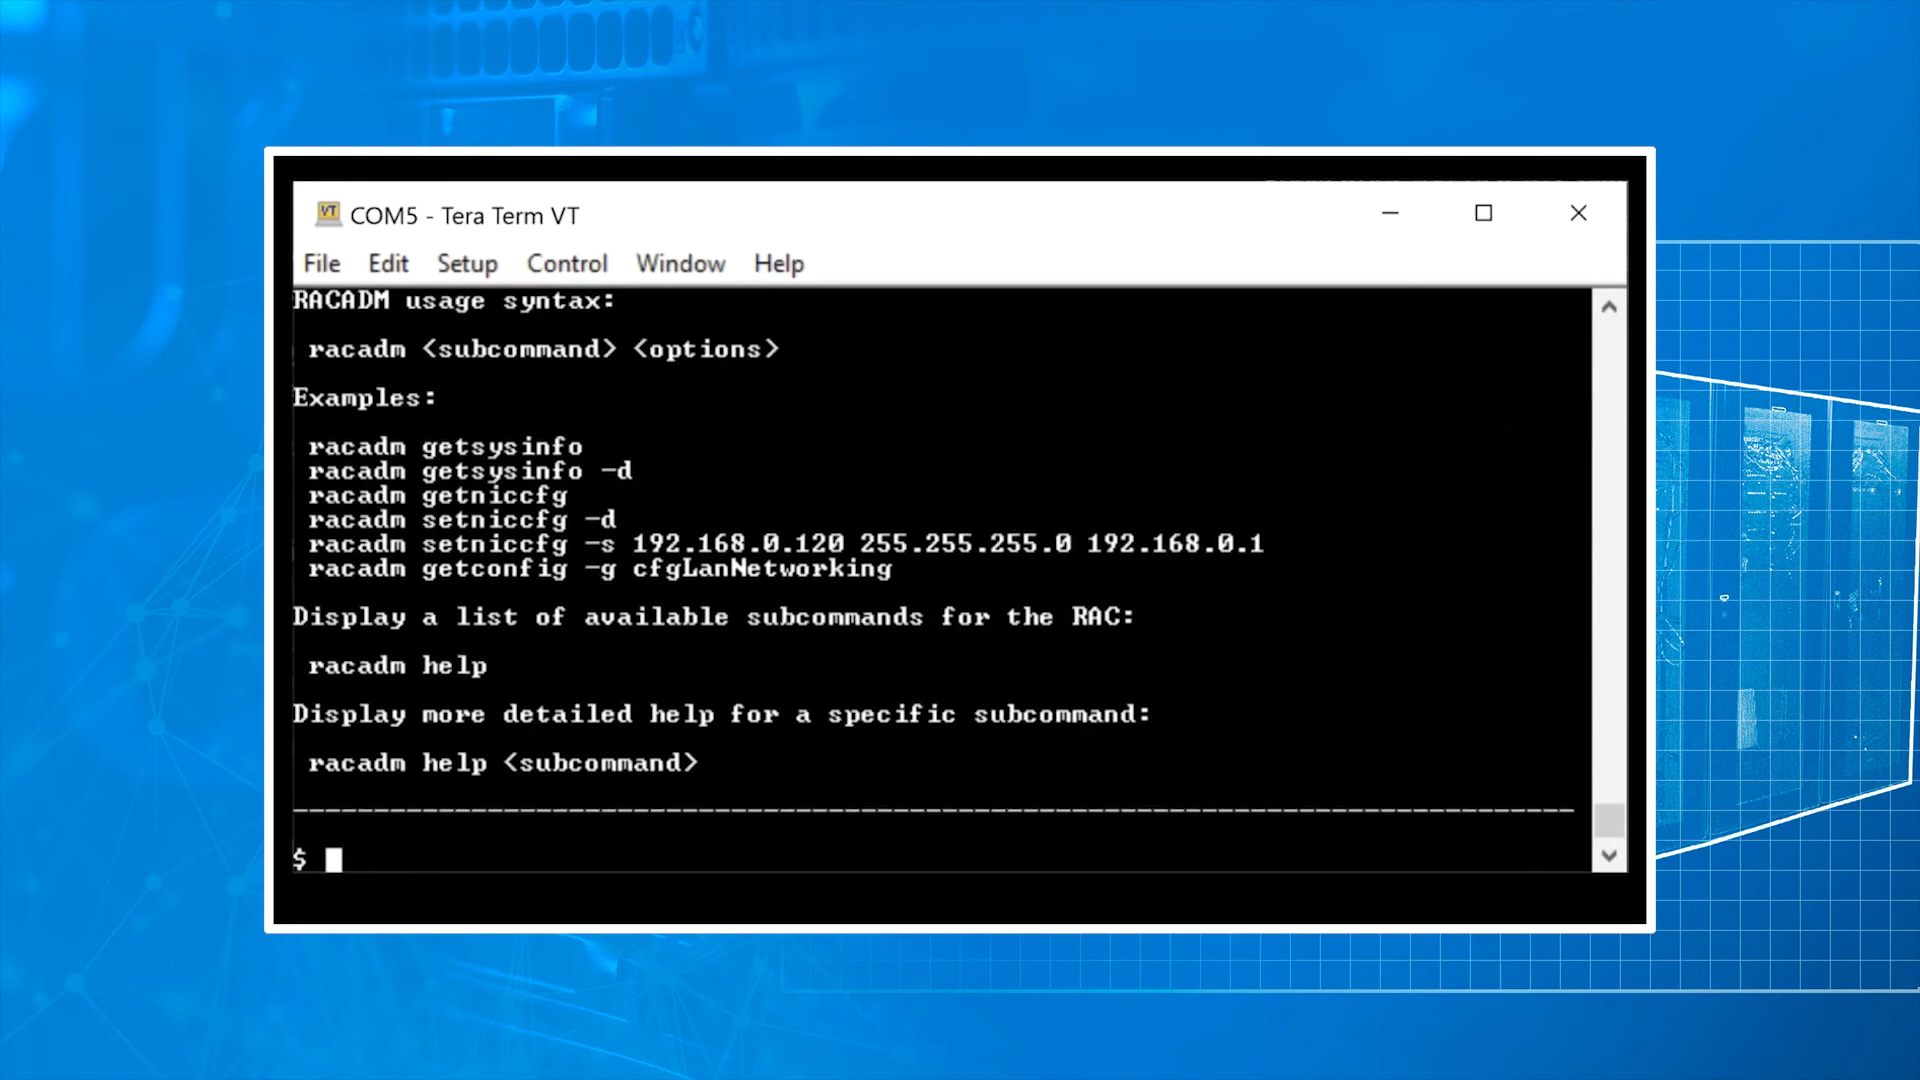 VT COM5 - Tera Term VT
File Edit Setup Control Window Help
RACADM usage syntax:
racadm <subcommand> <options>
Examples:
racadm getsysinfo
racadm getsysinfo -d
racadm getniccfg
racadm setniccfg -d
racadm setniccfg -s 192.168.0.120 255.255.255.0 192.168.0.1
racadm getconfig -g cfgLanNetworking
Display a list of available subcommands for the RAC:
racadm help
Display more detailed help for a specific subcommand:
racadm help <subcommand>
--------------------------------------------------------------------------------
$